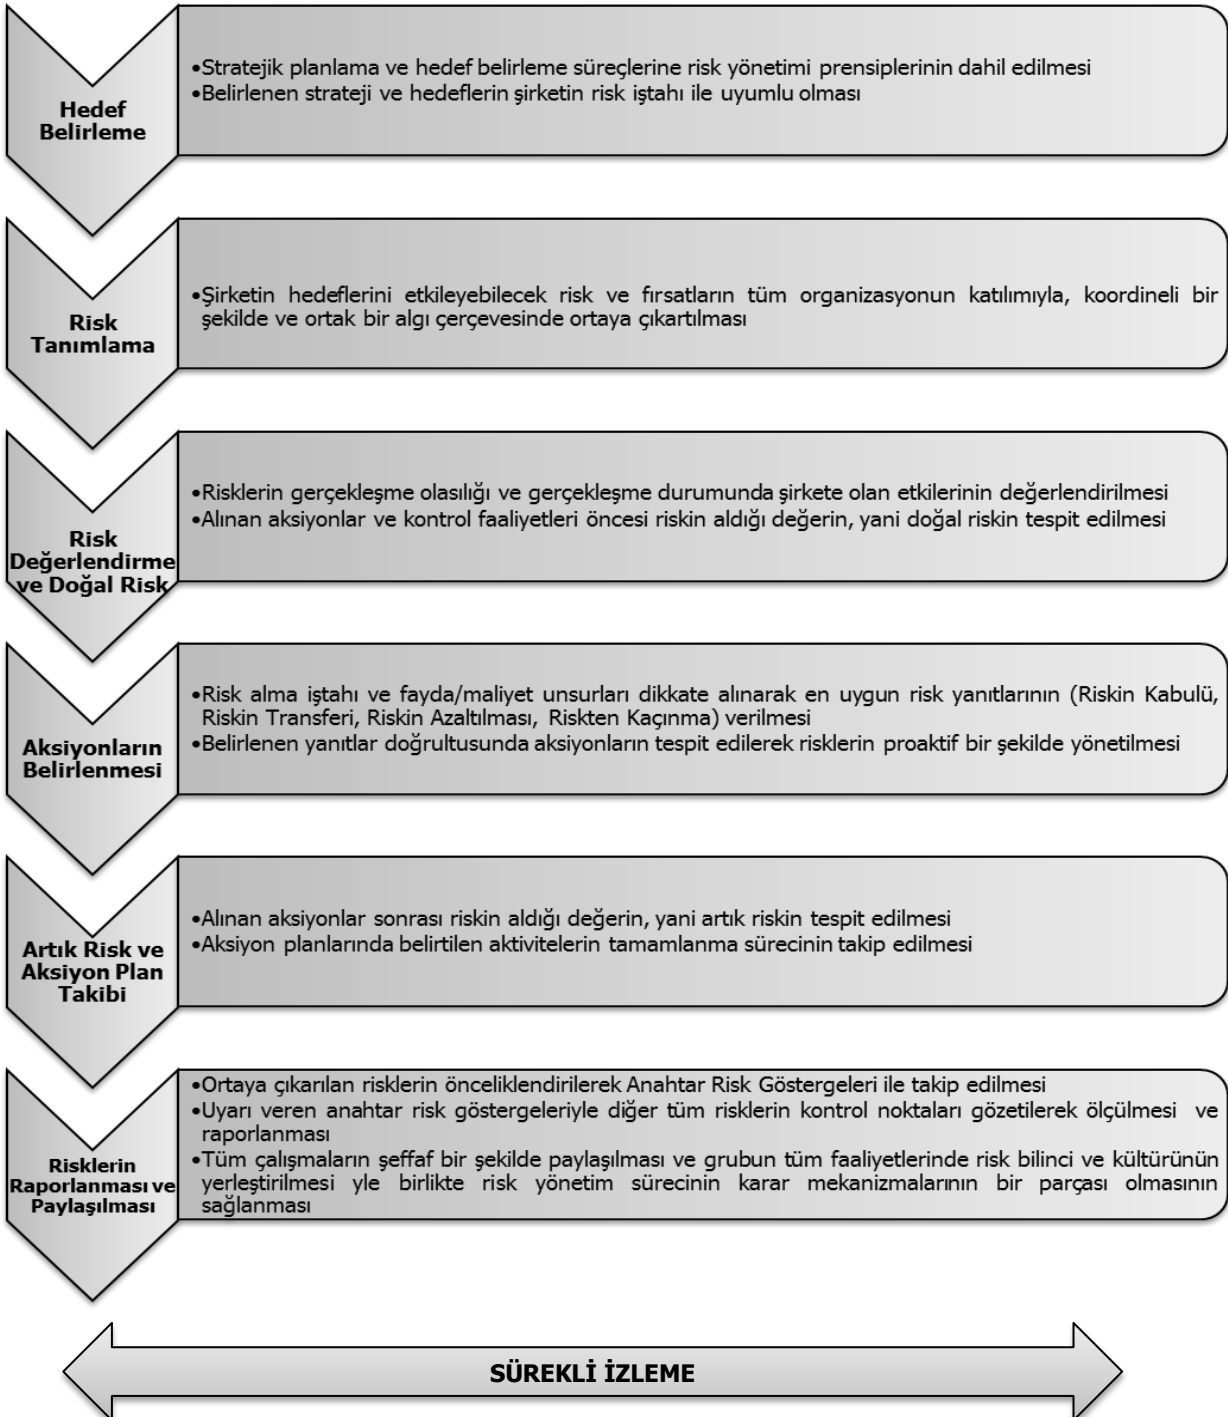 Hedef
Belirleme
•Stratejik planlama ve hedef belirleme süreçlerine risk yönetimi prensiplerinin dahil edilmesi
•Belirlenen strateji ve hedeflerin şirketin risk iştahı ile uyumlu olması
Risk
Tanımlama
•Şirketin hedeflerini etkileyebilecek risk ve fırsatların tüm organizasyonun katılımıyla, koordineli bir
şekilde ve ortak bir algı çerçevesinde ortaya çıkartılması
Risk
Değerlendirme
ve Doğal Risk
•Risklerin gerçekleşme olasılığı ve gerçekleşme durumunda şirkete olan etkilerinin değerlendirilmesi
•Alınan aksiyonlar ve kontrol faaliyetleri öncesi riskin aldığı değerin, yani doğal riskin tespit edilmesi
Aksiyonların
Belirlenmesi
•Risk alma iştahı ve fayda/maliyet unsurları dikkate alınarak en uygun risk yanıtlarının (Riskin Kabulü,
Riskin Transferi, Riskin Azaltılması, Riskten Kaçınma) verilmesi
•Belirlenen yanıtlar doğrultusunda aksiyonların tespit edilerek risklerin proaktif bir şekilde yönetilmesi
Artık Risk ve
Aksiyon Plan
Takibi
•Alınan aksiyonlar sonrası riskin aldığı değerin, yani artık riskin tespit edilmesi
•Aksiyon planlarında belirtilen aktivitelerin tamamlanma sürecinin takip edilmesi
Risklerin
Raporlanması ve
Paylaşılması
•Ortaya çıkarılan risklerin önceliklendirilerek Anahtar Risk Göstergeleri ile takip edilmesi
•Uyarı veren anahtar risk göstergeleriyle diğer tüm risklerin kontrol noktaları gözetilerek ölçülmesi ve
raporlanması
•Tüm çalışmaların şeffaf bir şekilde paylaşılması ve grubun tüm faaliyetlerinde risk bilinci ve kültürünün
yerleştirilmesi yle birlikte risk yönetim sürecinin karar mekanizmalarının bir parçası olmasının
sağlanması
SÜREKLİ İZLEME